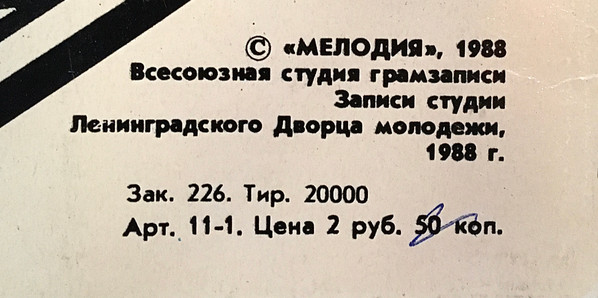 © «МЕЛОДИЯ», 1988
Всесоюзная студия грамзаписи
Записи студии
Ленинградского Дворца молодежи,
1988 г.
Зак. 226. Тир. 20000
Арт. 11-1. Цена 2 руб. 50 коп.